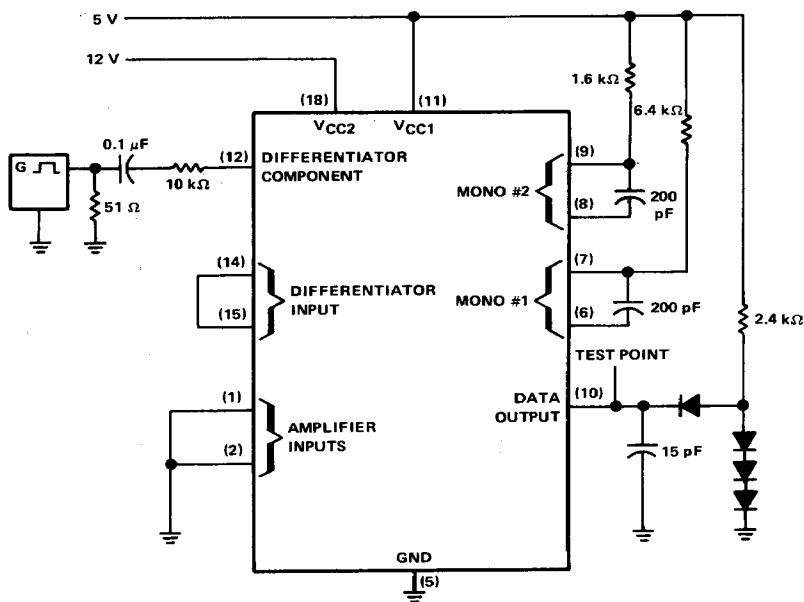 5 V
12 V
(18)
(11)
VCC2
VCC1
1.6 kΩ
6.4 kΩ
0.1 μF
(12)
DIFFERENTIATOR
COMPONENT
G
10 kΩ
51 Ω
(9)
MONO #2
(8)
200
pF
(14)
DIFFERENTIATOR
INPUT
(15)
(7)
MONO #1
(6)
200 pF
2.4 kΩ
TEST POINT
(1)
AMPLIFIER
INPUTS
(2)
DATA
OUTPUT
(10)
15 pF
GND
(5)